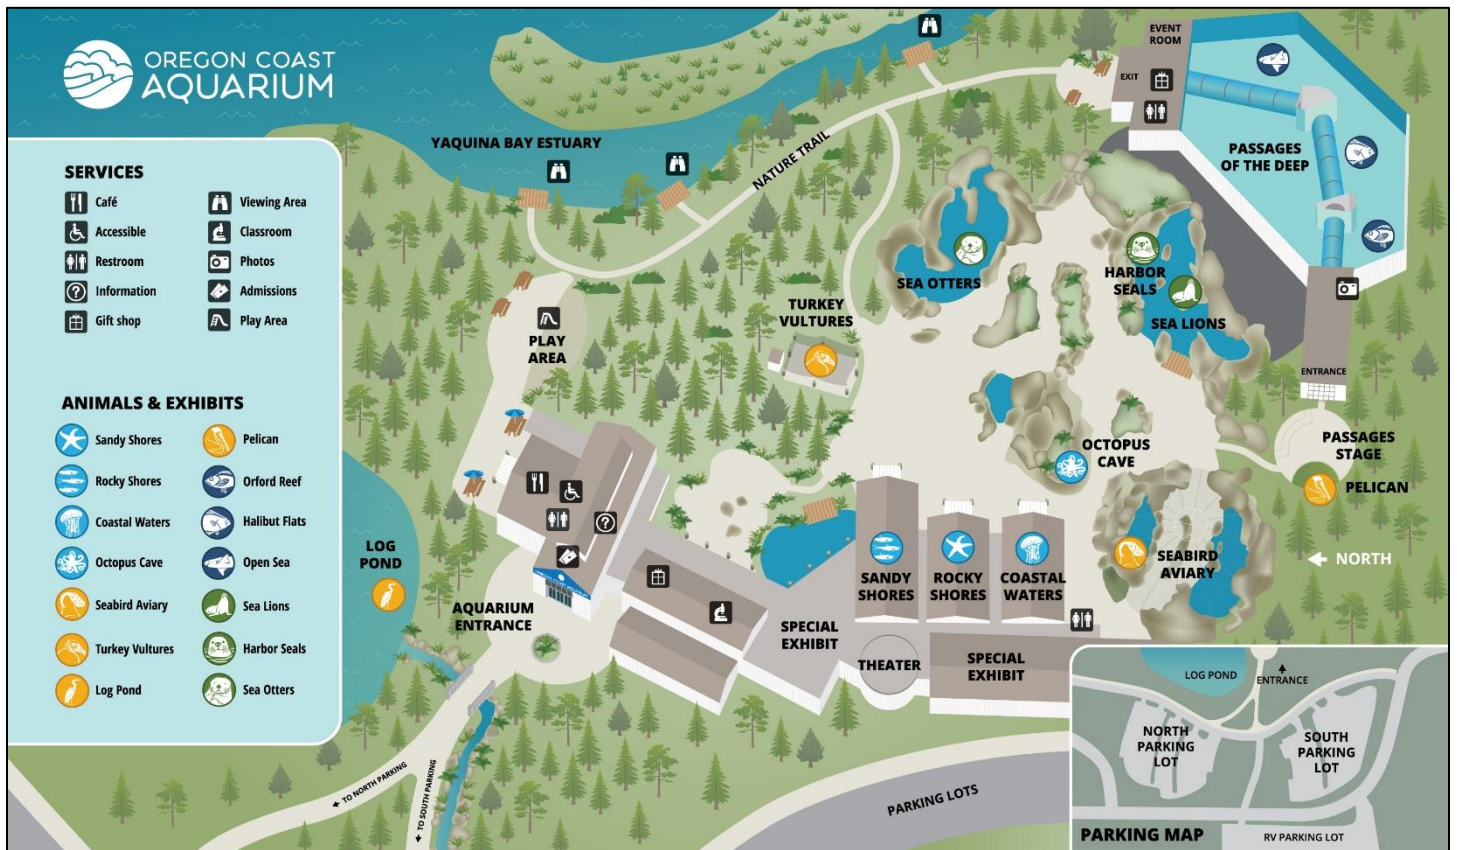 OREGON COAST
AQUARIUM
SERVICES
Café
Viewing Area
Accessible
Classroom
Restroom
Photos
Information
Admissions
Gift shop
Play Area
ANIMALS & EXHIBITS
Sandy Shores
Pelican
Rocky Shores
Orford Reef
Coastal Waters
Halibut Flats
Octopus Cave
Open Sea
Seabird Aviary
Sea Lions
Turkey Vultures
Harbor Seals
Log Pond
Sea Otters
YAQUINA BAY ESTUARY
NATURE TRAIL
EVENT
ROOM
EXIT
PASSAGES
OF THE DEEP
SEA OTTERS
HARBOR
SEALS
SEA LIONS
TURKEY
VULTURES
PLAY
AREA
ENTRANCE
PASSAGES
STAGE
PELICAN
OCTOPUS
CAVE
NORTH
SEABIRD
AVIARY
LOG
POND
AQUARIUM
ENTRANCE
SANDY
SHORES
ROCKY
SHORES
COASTAL
WATERS
SPECIAL
EXHIBIT
THEATER
SPECIAL
EXHIBIT
TO NORTH PARKING
TO SOUTH PARKING
PARKING LOTS
LOG POND
ENTRANCE
NORTH
PARKING
LOT
SOUTH
PARKING
LOT
PARKING MAP
RV PARKING LOT